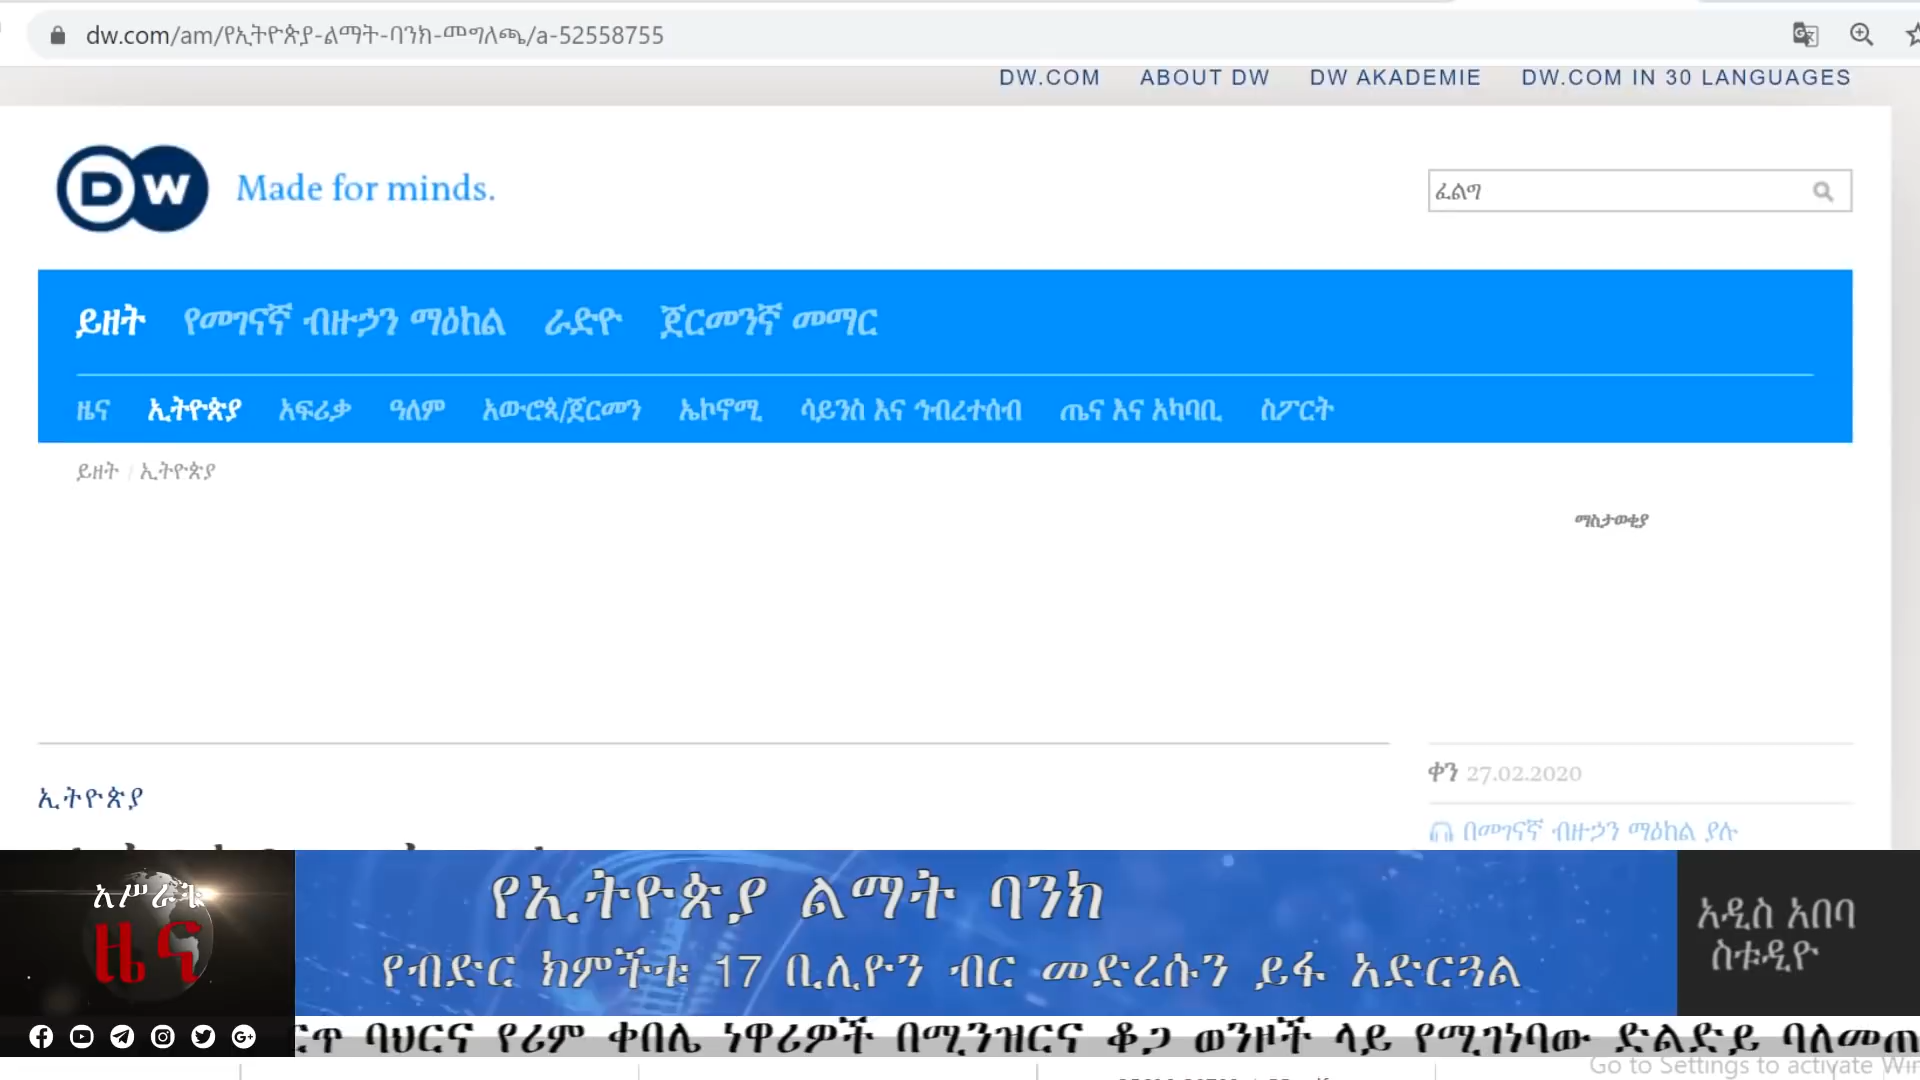 dw.com/am/የኢትዮጵያ-ልማት-ባንክ-መግለጫ/a-52558755
DW.COM ABOUT DW DW AKADEMIE DW.COM IN 30 LANGUAGES
DW Made for minds.
ፈልግ
ይዘት የመገናኛ ብዙኃን ማዕከል ራድዮ ጀርመንኛ መማር
ዜና ኢትዮጵያ አፍሪቃ ዓለም አውሮጳ/ጀርመን ኤኮኖሚ ሳይንስ እና ኅብረተሰብ ጤና እና አካባቢ ስፖርት
ይዘት / ኢትዮጵያ
ማስታወቂያ
ቀን 27.02.2020
ኢትዮጵያ
በመገናኛ ብዙኃን ማዕከል ያሉ
አሥራቱ
ዜና
የኢትዮጵያ ልማት ባንክ
የብድር ክምችቱ 17 ቢሊዮን ብር መድረሱን ይፋ አድርጓል
አዲስ አበባ
ስቱዲዮ
ርጥ ባህርና የሪም ቀበሌ ነዋሪዎች በሚንዝርና ቆጋ ወንዞች ላይ የሚገነባው ድልድይ ባለመጠ
Go to Settings to activate Win